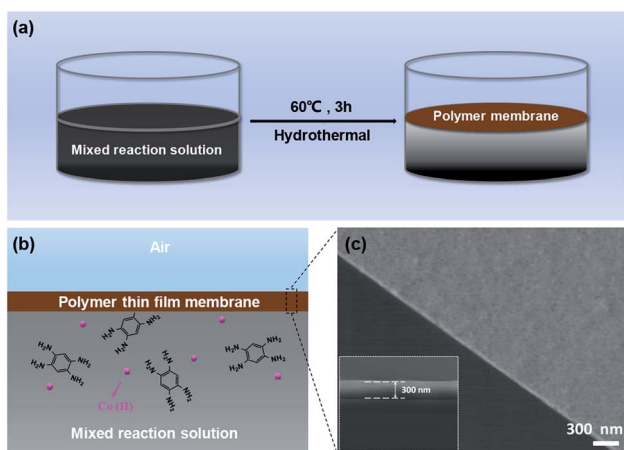 (a)
60℃ , 3h
Hydrothermal
Mixed reaction solution
Polymer membrane
(b)
Air
Polymer thin film membrane
H₂N NH₂
H₂N NH₂
H₂N NH₂
H₂N NH₂
H₂N NH₂
H₂N NH₂
H₂N NH₂
H₂N NH₂
Co (II)
Mixed reaction solution
(c)
300 nm
300 nm